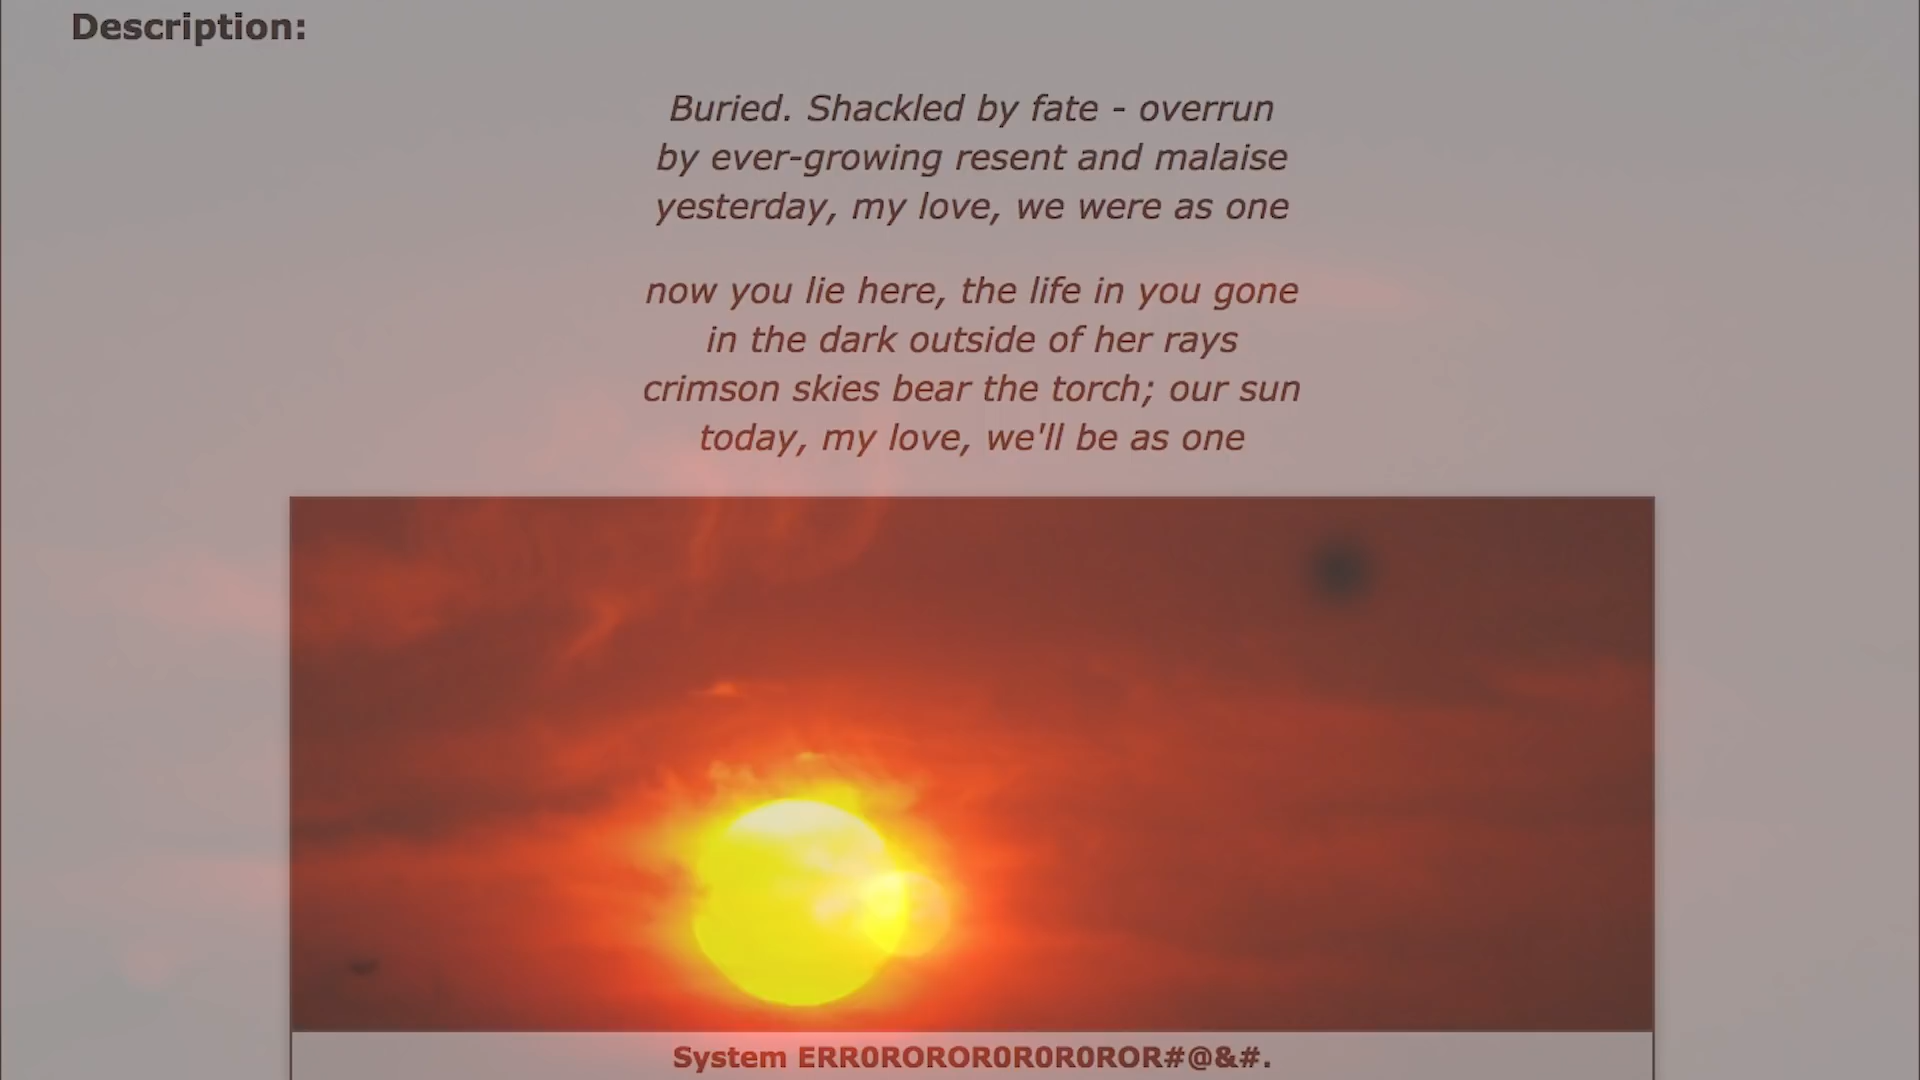 Description:
Buried. Shackled by fate - overrun
by ever-growing resent and malaise
yesterday, my love, we were as one
now you lie here, the life in you gone
in the dark outside of her rays
crimson skies bear the torch; our sun
today, my love, we'll be as one
System ERR0ROROR0R0R0ROR#@&#.